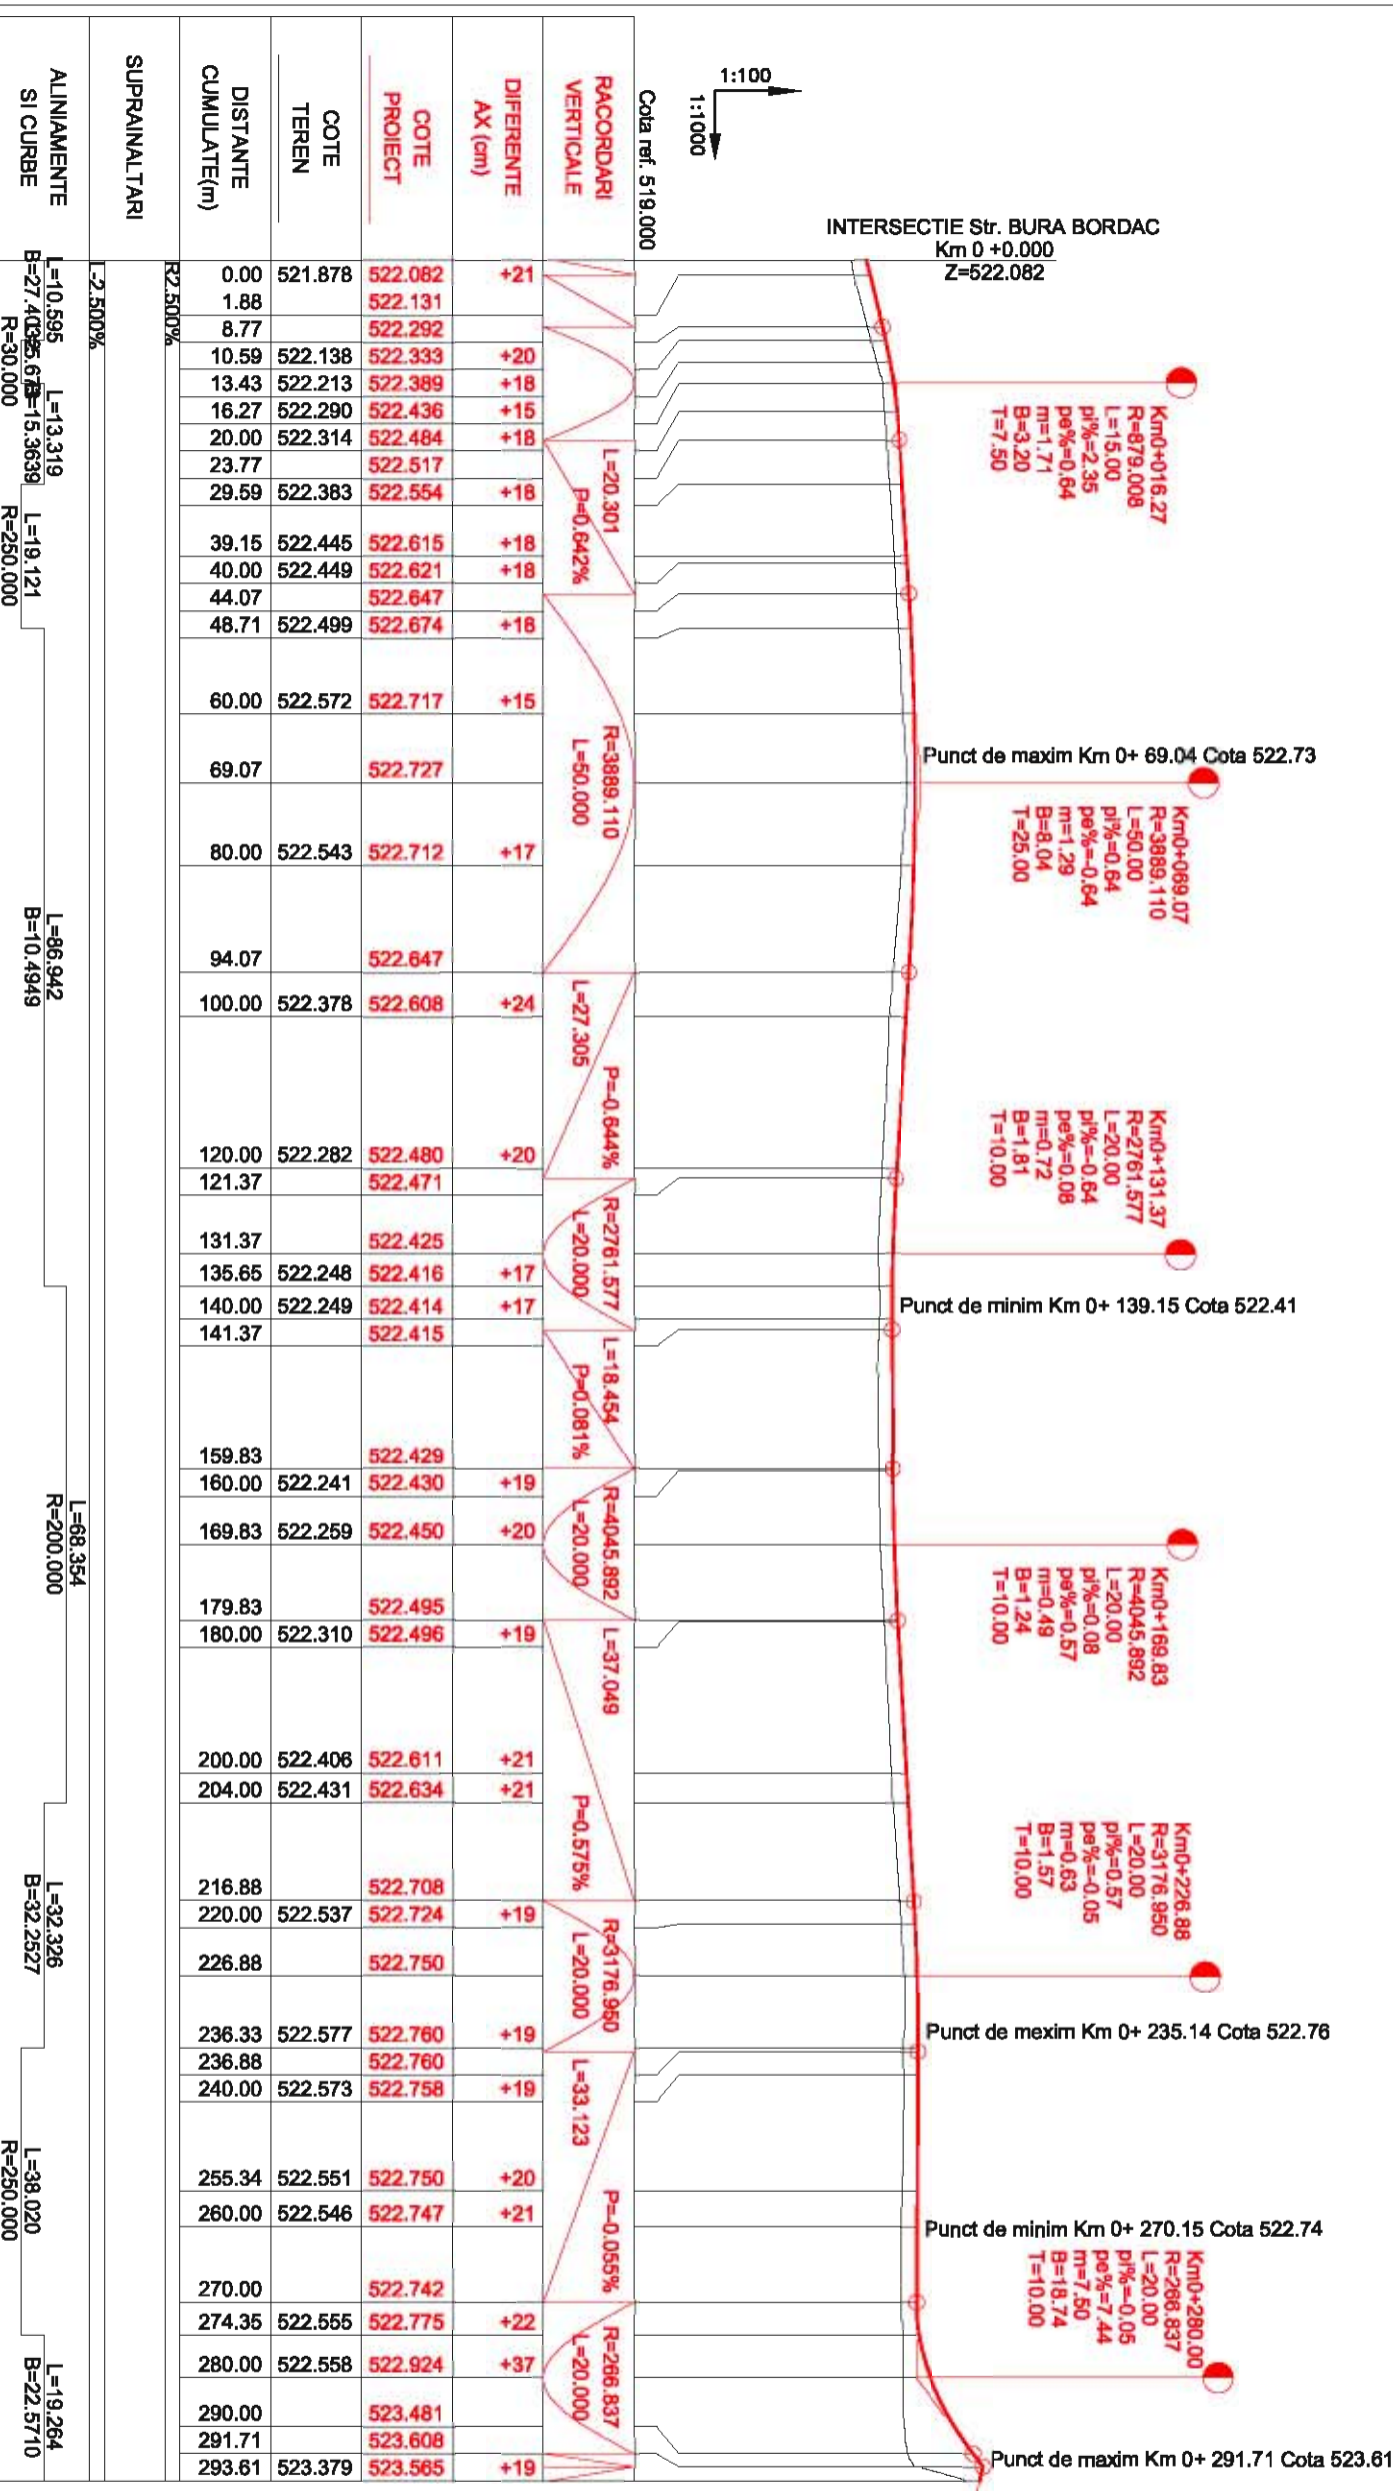 1:100
1:1000
INTERSECTIE Str. BURA BORDAC
Km 0 +0.000
Z=522.082
Km0+016.27
R=879.008
L=15.00
pi%=2.35
pe%=0.64
m=1.71
B=3.20
T=7.50
Punct de maxim Km 0+ 69.04 Cota 522.73
Km0+069.07
R=3889.110
L=50.00
pi%=0.64
pe%=-0.64
m=1.29
B=8.04
T=25.00
Km0+131.37
R=2761.577
L=20.00
pi%=-0.64
pe%=0.08
m=0.72
B=1.81
T=10.00
Punct de minim Km 0+ 139.15 Cota 522.41
Km0+169.83
R=4045.892
L=20.00
pi%=0.08
pe%=0.57
m=0.49
B=1.24
T=10.00
Km0+226.88
R=3176.950
L=20.00
pi%=0.57
pe%=-0.05
m=0.63
B=1.57
T=10.00
Punct de mexim Km 0+ 235.14 Cota 522.76
Punct de minim Km 0+ 270.15 Cota 522.74
Km0+280.00
R=266.837
L=20.00
pi%=-0.05
pe%=7.44
m=7.50
B=18.74
T=10.00
Punct de maxim Km 0+ 291.71 Cota 523.61
Cota ref. 519.000
RACORDARI
VERTICALE
L=20.301
P=0.642%
R=3889.110
L=50.000
L=27.305
P=-0.644%
R=2761.577
L=20.000
L=18.454
P=0.081%
R=4045.892
L=20.000
L=37.049
P=0.575%
R=3176.950
L=20.000
L=33.123
P=-0.055%
R=266.837
L=20.000
DIFERENTE
AX (cm)
COTE
PROIECT
COTE
TEREN
DISTANTE
CUMULATE(m)
0.00 521.878 522.082 +21
1.88 522.131
8.77 522.292
10.59 522.138 522.333 +20
13.43 522.213 522.389 +18
16.27 522.290 522.436 +15
20.00 522.314 522.484 +18
23.77 522.517
29.59 522.383 522.554 +18
39.15 522.445 522.615 +18
40.00 522.449 522.621 +18
44.07 522.647
48.71 522.499 522.674 +18
60.00 522.572 522.717 +15
69.07 522.727
80.00 522.543 522.712 +17
94.07 522.647
100.00 522.378 522.608 +24
120.00 522.282 522.480 +20
121.37 522.471
131.37 522.425
135.65 522.248 522.416 +17
140.00 522.249 522.414 +17
141.37 522.415
159.83 522.429
160.00 522.241 522.430 +19
169.83 522.259 522.450 +20
179.83 522.495
180.00 522.310 522.496 +19
200.00 522.406 522.611 +21
204.00 522.431 522.634 +21
216.88 522.708
220.00 522.537 522.724 +19
226.88 522.750
236.33 522.577 522.760 +19
236.88 522.760
240.00 522.573 522.758 +19
255.34 522.551 522.750 +20
260.00 522.546 522.747 +21
270.00 522.742
274.35 522.555 522.775 +22
280.00 522.558 522.924 +37
290.00 523.481
291.71 523.608
293.61 523.379 523.565 +19
SUPRAINALTARI
R2.500%
L-2.500%
ALINIAMENTE
SI CURBE
L=10.595
R=30.000
L=13.319
B=15.3639
L=19.121
R=250.000
L=86.942
B=10.4949
L=68.354
R=200.000
L=32.326
B=32.2527
L=38.020
R=250.000
L=19.264
B=22.5710